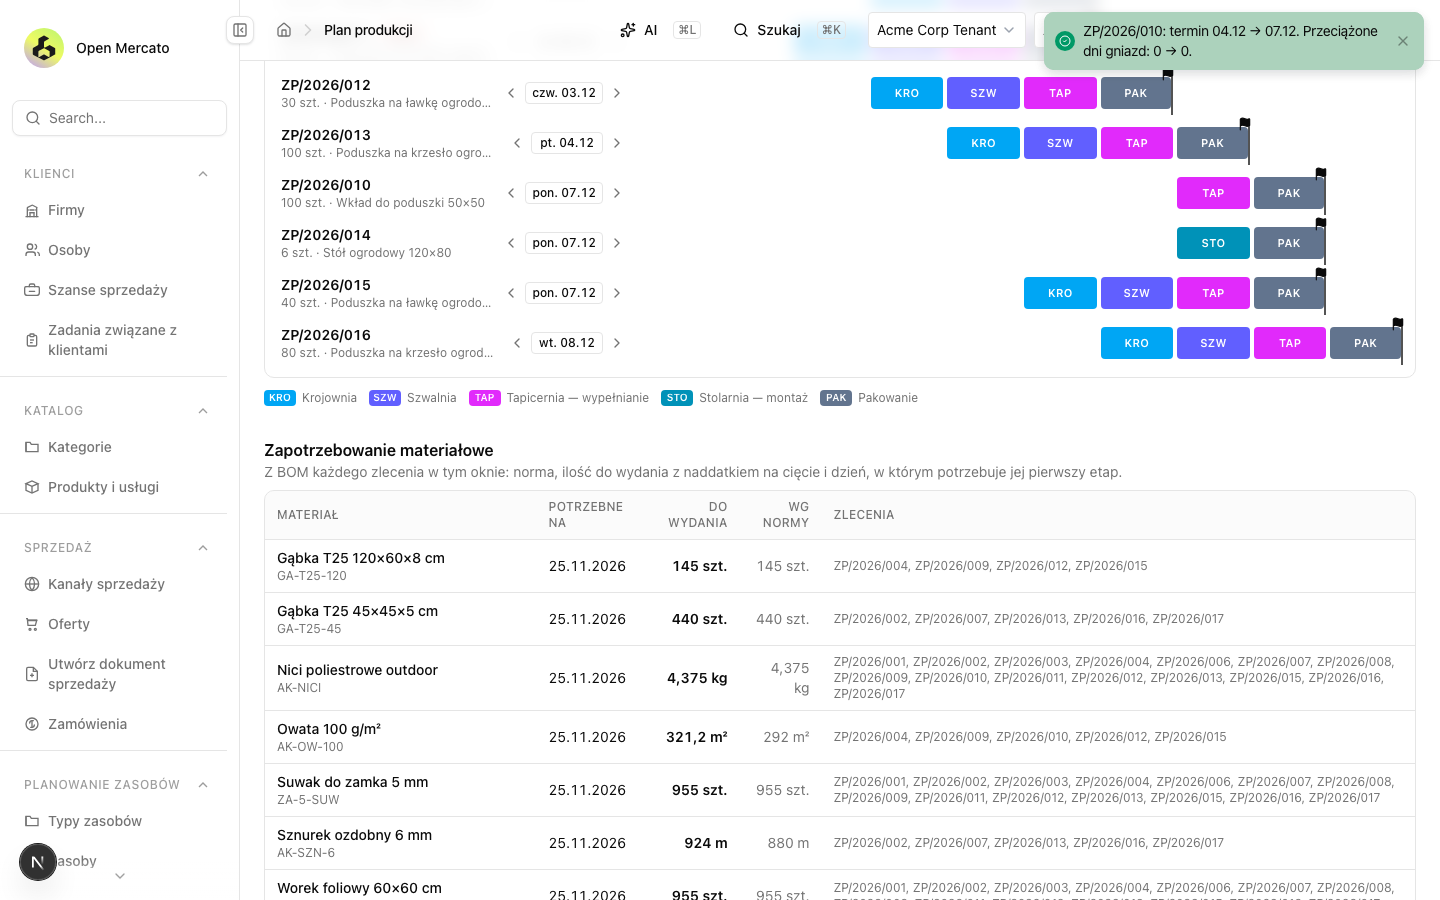 Open Mercato
Plan produkcji
AI ⌘L
Szukaj ⌘K
Acme Corp Tenant
ZP/2026/010: termin 04.12 → 07.12. Przeciążone
dni gniazd: 0 → 0.
Search...
KLIENCI
Firmy
Osoby
Szanse sprzedaży
Zadania związane z
klientami
KATALOG
Kategorie
Produkty i usługi
SPRZEDAŻ
Kanały sprzedaży
Oferty
Utwórz dokument
sprzedaży
Zamówienia
PLANOWANIE ZASOBÓW
Typy zasobów
asoby
N
ZP/2026/012
30 szt. · Poduszka na ławkę ogrodo...
czw. 03.12
KRO SZW TAP PAK
ZP/2026/013
100 szt. · Poduszka na krzesło ogro...
pt. 04.12
KRO SZW TAP PAK
ZP/2026/010
100 szt. · Wkład do poduszki 50×50
pon. 07.12
TAP PAK
ZP/2026/014
6 szt. · Stół ogrodowy 120×80
pon. 07.12
STO PAK
ZP/2026/015
40 szt. · Poduszka na ławkę ogrodo...
pon. 07.12
KRO SZW TAP PAK
ZP/2026/016
80 szt. · Poduszka na krzesło ogrod...
wt. 08.12
KRO SZW TAP PAK
KRO Krojownia SZW Szwalnia TAP Tapicernia — wypełnianie STO Stolarnia — montaż PAK Pakowanie
Zapotrzebowanie materiałowe
Z BOM każdego zlecenia w tym oknie: norma, ilość do wydania z naddatkiem na cięcie i dzień, w którym potrzebuje jej pierwszy etap.
MATERIAŁ POTRZEBNE NA DO WYDANIA WG NORMY ZLECENIA
Gąbka T25 120×60×8 cm
GA-T25-120
25.11.2026 145 szt. 145 szt. ZP/2026/004, ZP/2026/009, ZP/2026/012, ZP/2026/015
Gąbka T25 45×45×5 cm
GA-T25-45
25.11.2026 440 szt. 440 szt. ZP/2026/002, ZP/2026/007, ZP/2026/013, ZP/2026/016, ZP/2026/017
Nici poliestrowe outdoor
AK-NICI
25.11.2026 4,375 kg 4,375 kg
ZP/2026/001, ZP/2026/002, ZP/2026/003, ZP/2026/004, ZP/2026/006, ZP/2026/007, ZP/2026/008,
ZP/2026/009, ZP/2026/010, ZP/2026/011, ZP/2026/012, ZP/2026/013, ZP/2026/015, ZP/2026/016,
ZP/2026/017
Owata 100 g/m²
AK-OW-100
25.11.2026 321,2 m² 292 m² ZP/2026/004, ZP/2026/009, ZP/2026/010, ZP/2026/012, ZP/2026/015
Suwak do zamka 5 mm
ZA-5-SUW
25.11.2026 955 szt. 955 szt.
ZP/2026/001, ZP/2026/002, ZP/2026/003, ZP/2026/004, ZP/2026/006, ZP/2026/007, ZP/2026/008,
ZP/2026/009, ZP/2026/011, ZP/2026/012, ZP/2026/013, ZP/2026/015, ZP/2026/016, ZP/2026/017
Sznurek ozdobny 6 mm
AK-SZN-6
25.11.2026 924 m 880 m ZP/2026/002, ZP/2026/007, ZP/2026/013, ZP/2026/016, ZP/2026/017
Worek foliowy 60×60 cm
25.11.2026 955 szt. 955 szt.
ZP/2026/001, ZP/2026/002, ZP/2026/003, ZP/2026/004, ZP/2026/006, ZP/2026/007, ZP/2026/008,